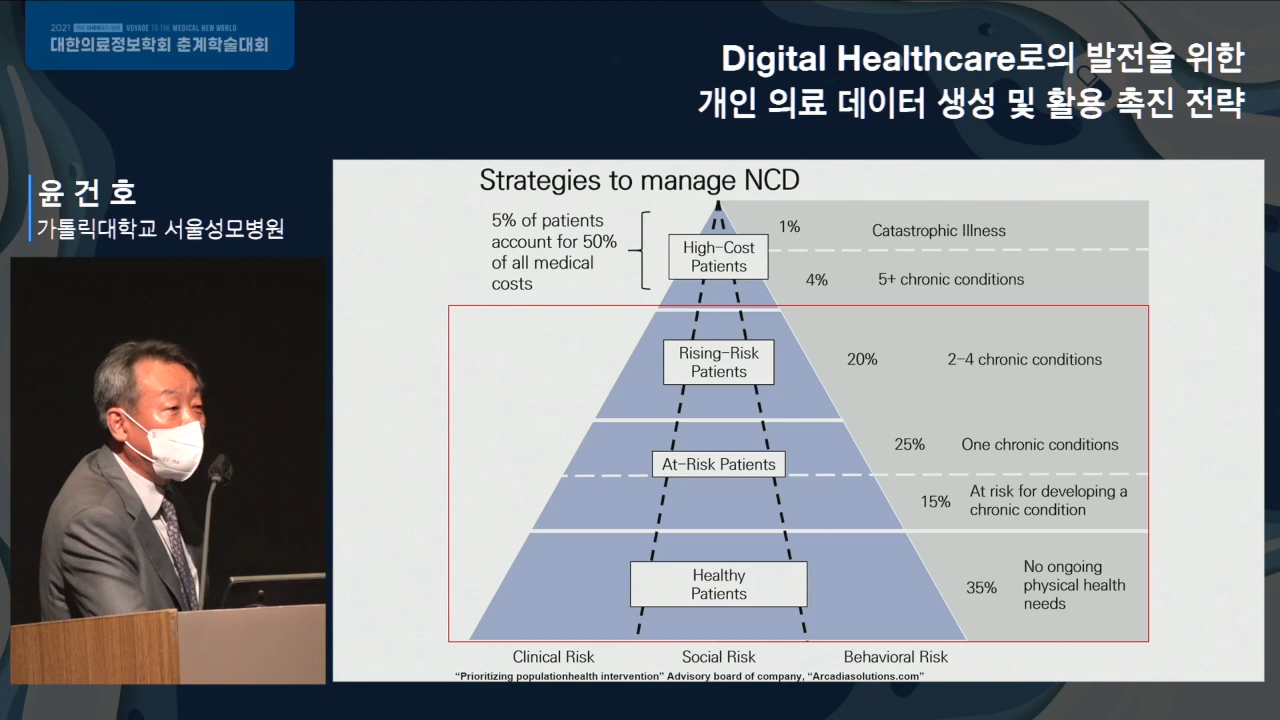 2021 VOYAGE TO THE MEDICAL NEW WORLD
대한의료정보학회 춘계학술대회
Digital Healthcare로의 발전을 위한
개인 의료 데이터 생성 및 활용 촉진 전략
윤 건 호
가톨릭대학교 서울성모병원
Strategies to manage NCD
5% of patients
account for 50%
of all medical
costs
High-Cost
Patients
1%
Catastrophic Illness
4%
5+ chronic conditions
Rising-Risk
Patients
20%
2-4 chronic conditions
25%
One chronic conditions
At-Risk Patients
15%
At risk for developing a
chronic condition
Healthy
Patients
35%
No ongoing
physical health
needs
Clinical Risk
Social Risk
Behavioral Risk
"Prioritizing populationhealth intervention" Advisory board of company, "Arcadiasolutions.com"